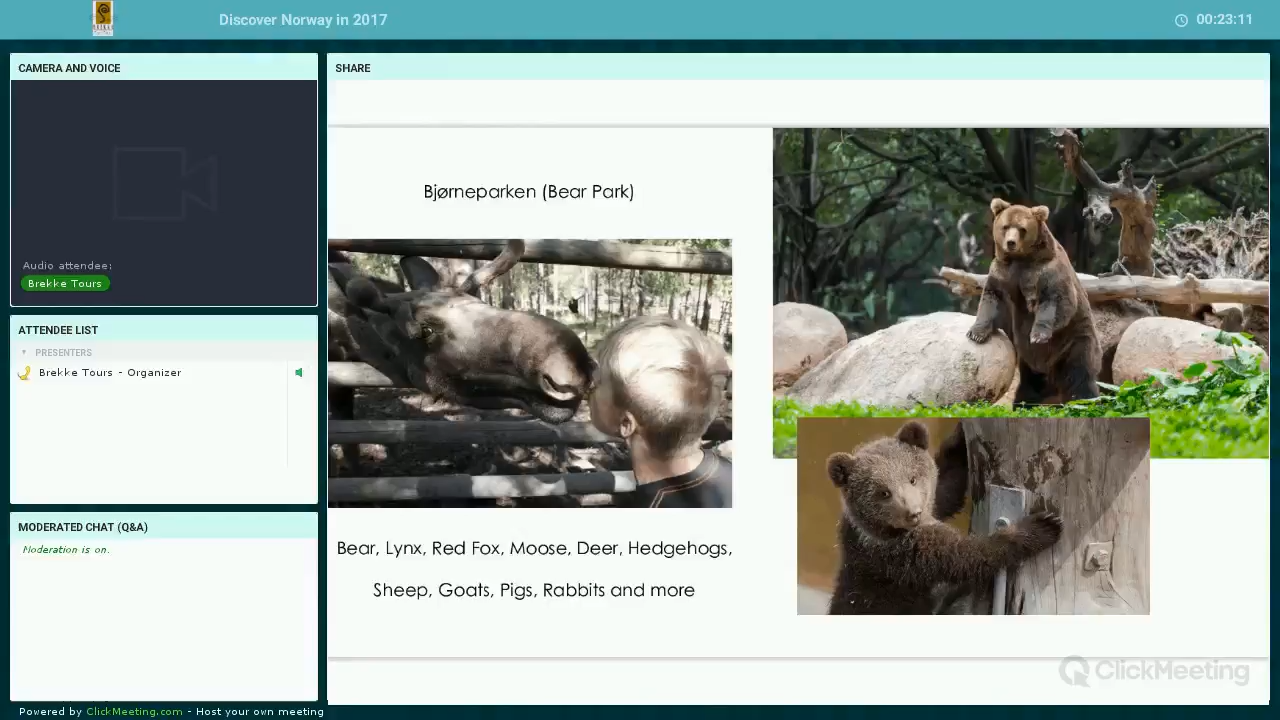 Discover Norway in 2017
00:23:11
CAMERA AND VOICE
Audio attendee:
Brekke Tours
ATTENDEE LIST
PRESENTERS
Brekke Tours - Organizer
MODERATED CHAT (Q&A)
Moderation is on.
SHARE
Bjørneparken (Bear Park)
Bear, Lynx, Red Fox, Moose, Deer, Hedgehogs,
Sheep, Goats, Pigs, Rabbits and more
ClickMeeting
Powered by ClickMeeting.com - Host your own meeting